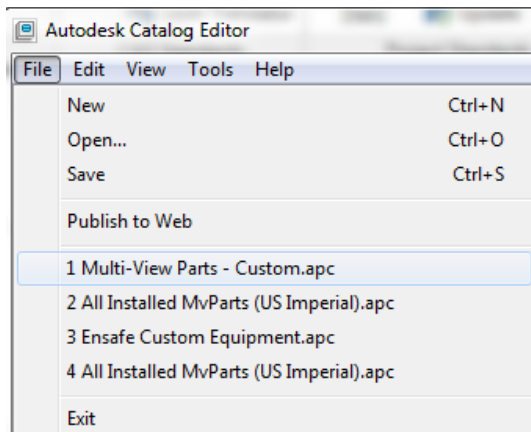 Autodesk Catalog Editor
File Edit View Tools Help
New Ctrl+N
Open... Ctrl+O
Save Ctrl+S
Publish to Web
1 Multi-View Parts - Custom.apc
2 All Installed MvParts (US Imperial).apc
3 Ensafe Custom Equipment.apc
4 All Installed MvParts (US Imperial).apc
Exit